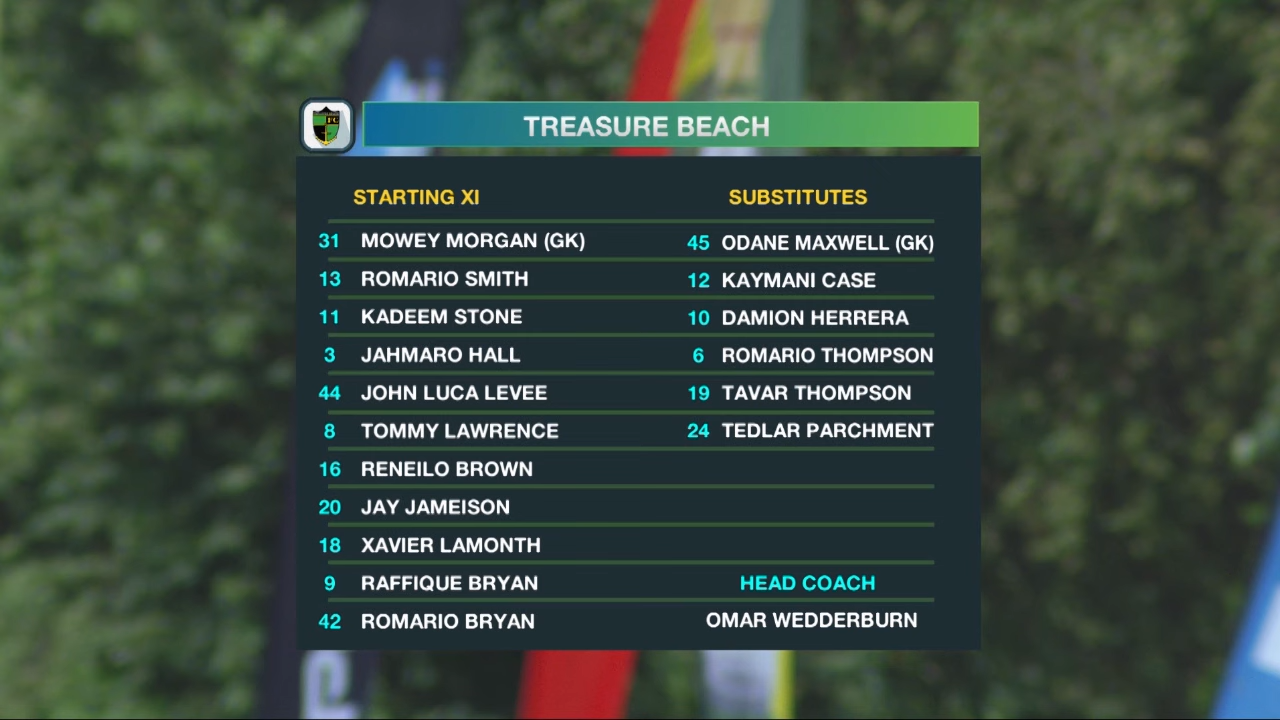 TREASURE BEACH
STARTING XI
31 MOWEY MORGAN (GK)
13 ROMARIO SMITH
11 KADEEM STONE
3 JAHMARO HALL
44 JOHN LUCA LEVEE
8 TOMMY LAWRENCE
16 RENEILO BROWN
20 JAY JAMEISON
18 XAVIER LAMONTH
9 RAFFIQUE BRYAN
42 ROMARIO BRYAN
SUBSTITUTES
45 ODANE MAXWELL (GK)
12 KAYMANI CASE
10 DAMION HERRERA
6 ROMARIO THOMPSON
19 TAVAR THOMPSON
24 TEDLAR PARCHMENT
HEAD COACH
OMAR WEDDERBURN